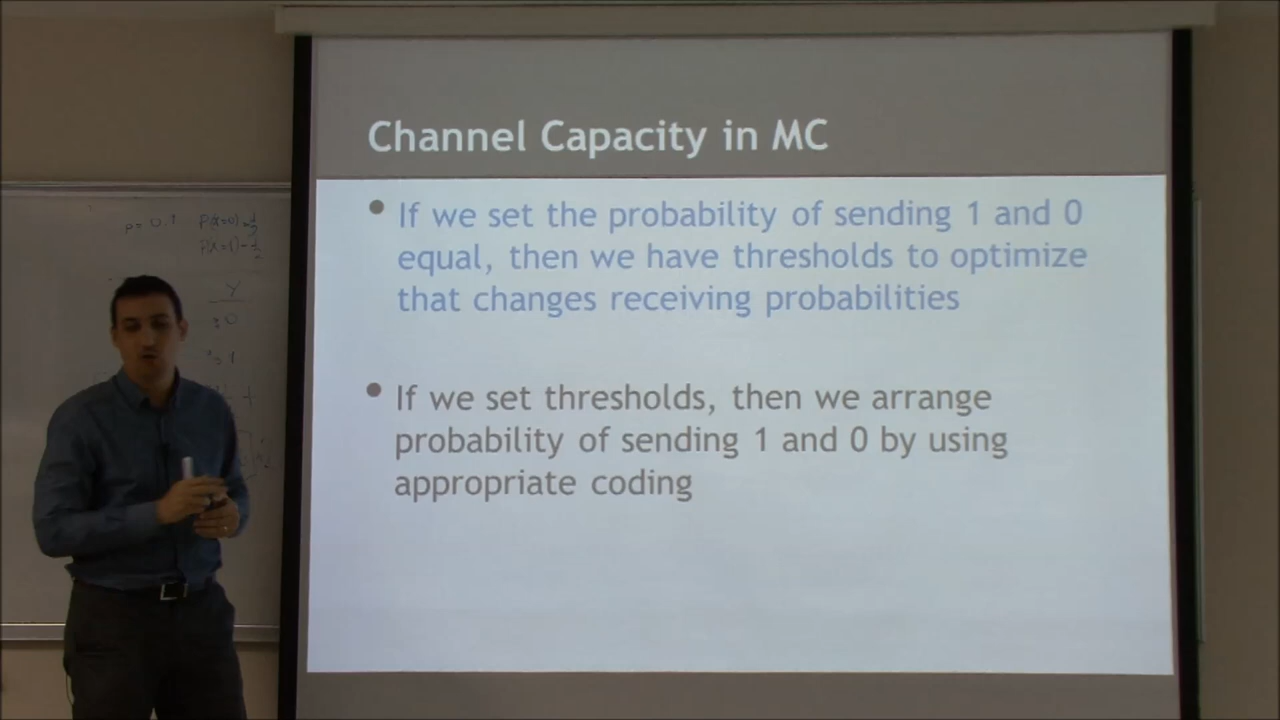 Channel Capacity in MC
• If we set the probability of sending 1 and 0
equal, then we have thresholds to optimize
that changes receiving probabilities
• If we set thresholds, then we arrange
probability of sending 1 and 0 by using
appropriate coding
p = 0.1
Y